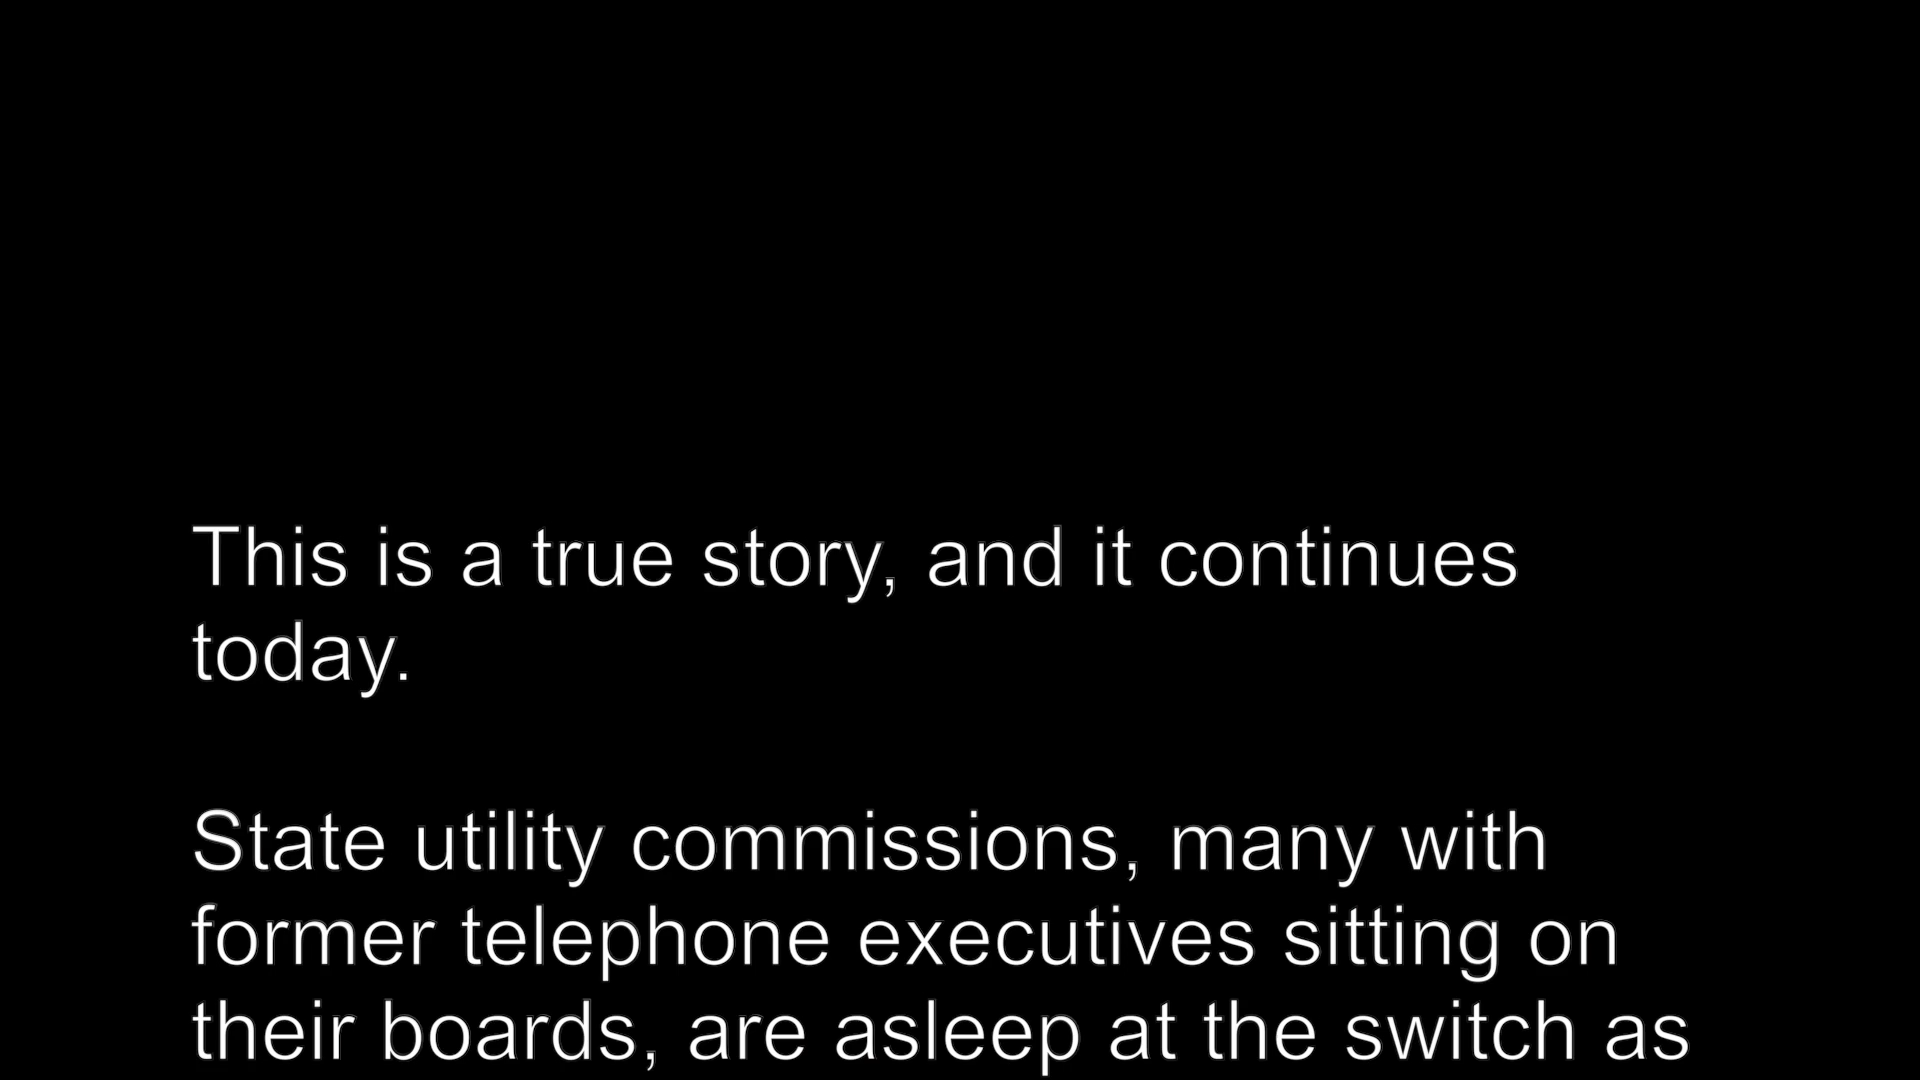 This is a true story, and it continues
today.
State utility commissions, many with
former telephone executives sitting on
their boards, are asleep at the switch as